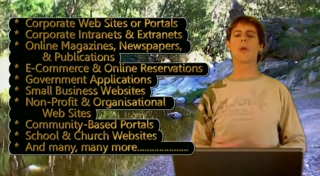 * Corporate Web Sites or Portals
* Corporate Intranets & Extranets
* Online Magazines, Newspapers,
& Publications
* E-Commerce & Online Reservations
* Government Applications
* Small Business Websites
* Non-Profit & Organisational
Web Sites
* Community-Based Portals
* School & Church Websites
* And many, many more.....................